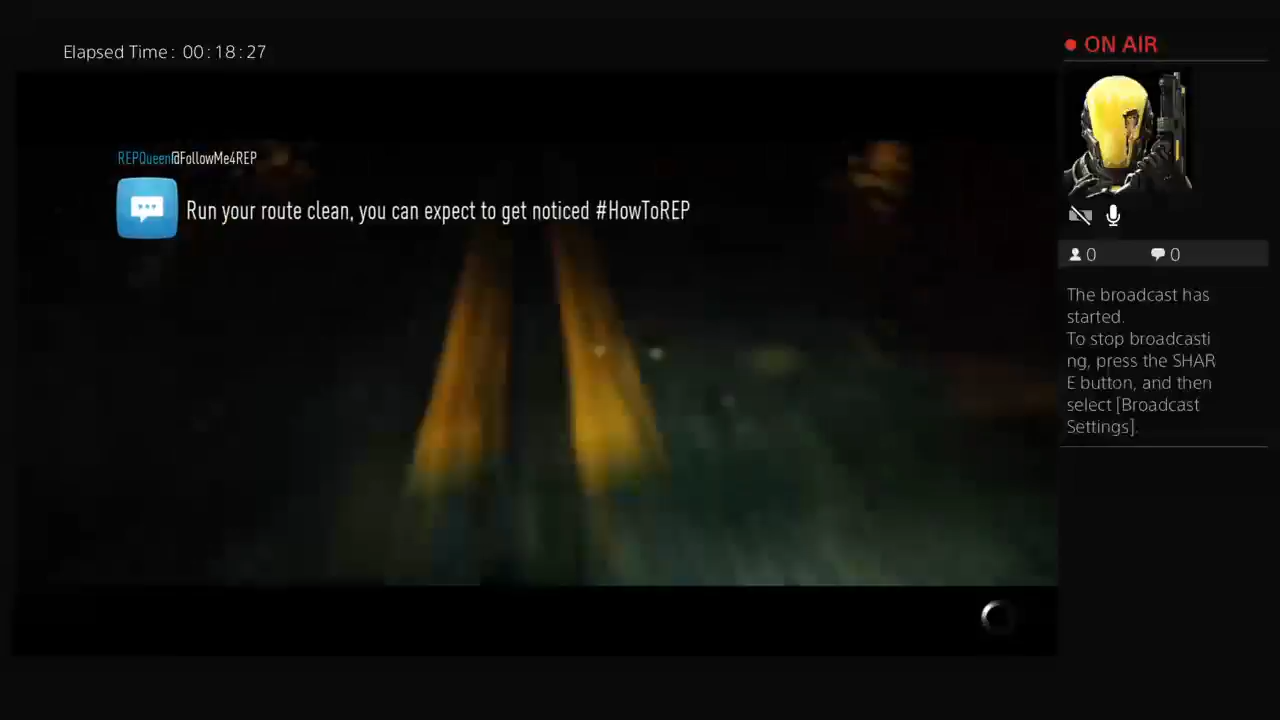 Elapsed Time: 00:18:27
ON AIR
REPQueen@FollowMe4REP
Run your route clean, you can expect to get noticed #HowToREP
0 0
The broadcast has
started.
To stop broadcasti
ng, press the SHAR
E button, and then
select [Broadcast
Settings].